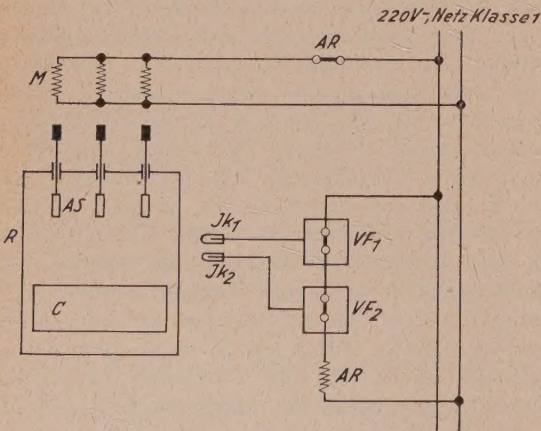 220V-, Netz Klasse 1
AR
M
AS
R
Jk1
Jk2
VF1
VF2
C
AR